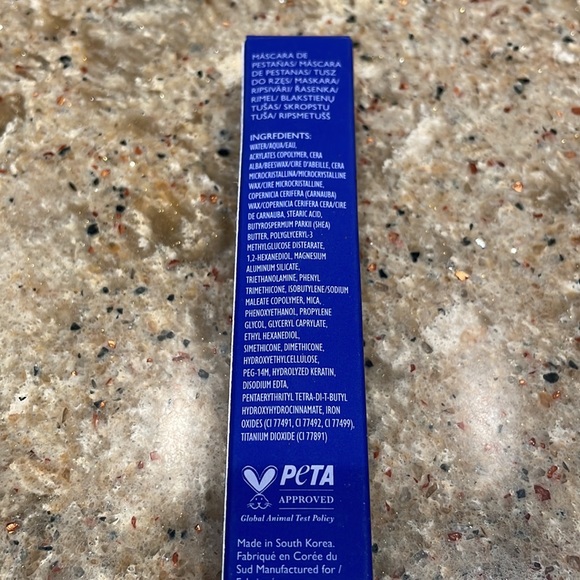 MÁSCARA DE
PESTAÑAS/ MÁSCARA
DE PESTANAS/ TUSZ
DO RZĘS/ MASKARA/
RIPSIVÄRI/ ŘASENKA/
RIMEL/ BLAKSTIENŲ
TUŠAS/ SKROPSTU
TUŠA/ RIPSMETUŠŠ
INGRFDIENTS:
WATER/AQUA/EAU,
ACRYLATES COPOLYMER, CERA
ALBA/BEESWAX/CIRE D'ABEILLE, CERA
MICROCRISTALLINA/MICROCRYSTALLINE
WAX/CIRE MICROCRISTALLINE,
COPERNICIA CERIFERA (CARNAUBA)
WAX/COPERNICIA CERIFERA CERA/CIRE
DE CARNAUBA, STEARIC ACID,
BUTYROSPERMUM PARKII (SHEA)
BUTTER, POLYGLYCERYL-3
METHYLGLUCOSE DISTEARATE,
1,2-HEXANEDIOL, MAGNESIUM
ALUMINUM SILICATE,
TRIETHANOLAMINE, PHENYL
TRIMETHICONE, ISOBUTYLENE/SODIUM
MALEATE COPOLYMER, MICA,
PHENOXYETHANOL, PROPYLENE
GLYCOL, GLYCERYL CAPRYLATE,
ETHYL HEXANEDIOL,
SIMETHICONE, DIMETHICONE,
HYDROXYETHYLCELLULOSE,
PEG-14M, HYDROLYZED KERATIN,
DISODIUM EDTA,
PENTAERYTHRITYL TETRA-DI-T-BUTYL
HYDROXYHYDROCINNAMATE, IRON
OXIDES (CI 77491, CI 77492, CI 77499),
TITANIUM DIOXIDE (CI 77891)
PETA
APPROVED
Global Animal Test Policy
Made in South Korea.
Fabriqué en Corée du
Sud Manufactured for /